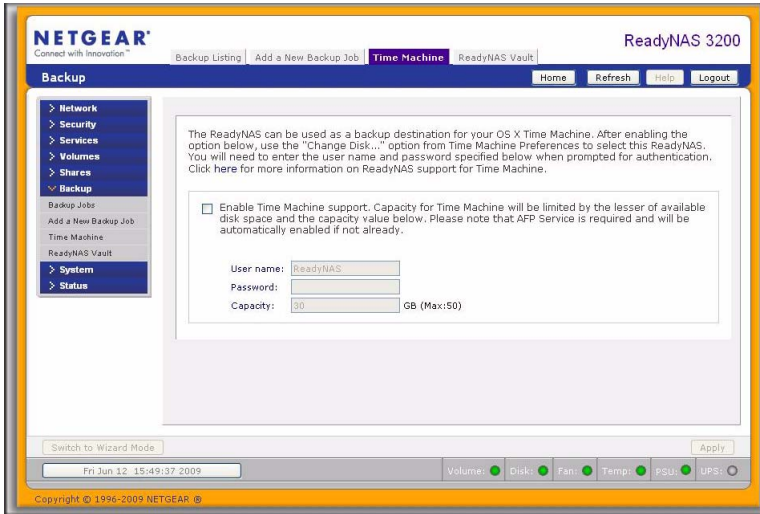 NETGEAR®
Connect with Innovation™
ReadyNAS 3200
Backup Listing
Add a New Backup Job
Time Machine
ReadyNAS Vault
Backup
Home
Refresh
Help
Logout
> Network
> Security
> Services
> Volumes
> Shares
Backup
Backup Jobs
Add a New Backup Job
Time Machine
ReadyNAS Vault
> System
> Status
The ReadyNAS can be used as a backup destination for your OS X Time Machine. After enabling the
option below, use the "Change Disk..." option from Time Machine Preferences to select this ReadyNAS.
You will need to enter the user name and password specified below when prompted for authentication.
Click here for more information on ReadyNAS support for Time Machine.
Enable Time Machine support. Capacity for Time Machine will be limited by the lesser of available
disk space and the capacity value below. Please note that AFP Service is required and will be
automatically enabled if not already.
User name: ReadyNAS
Password:
Capacity: 30 GB (Max:50)
Switch to Wizard Mode
Apply
Fri Jun 12 15:49:37 2009
Volume: Disk: Fan: Temp: PSU: UPS:
Copyright © 1996-2009 NETGEAR ®